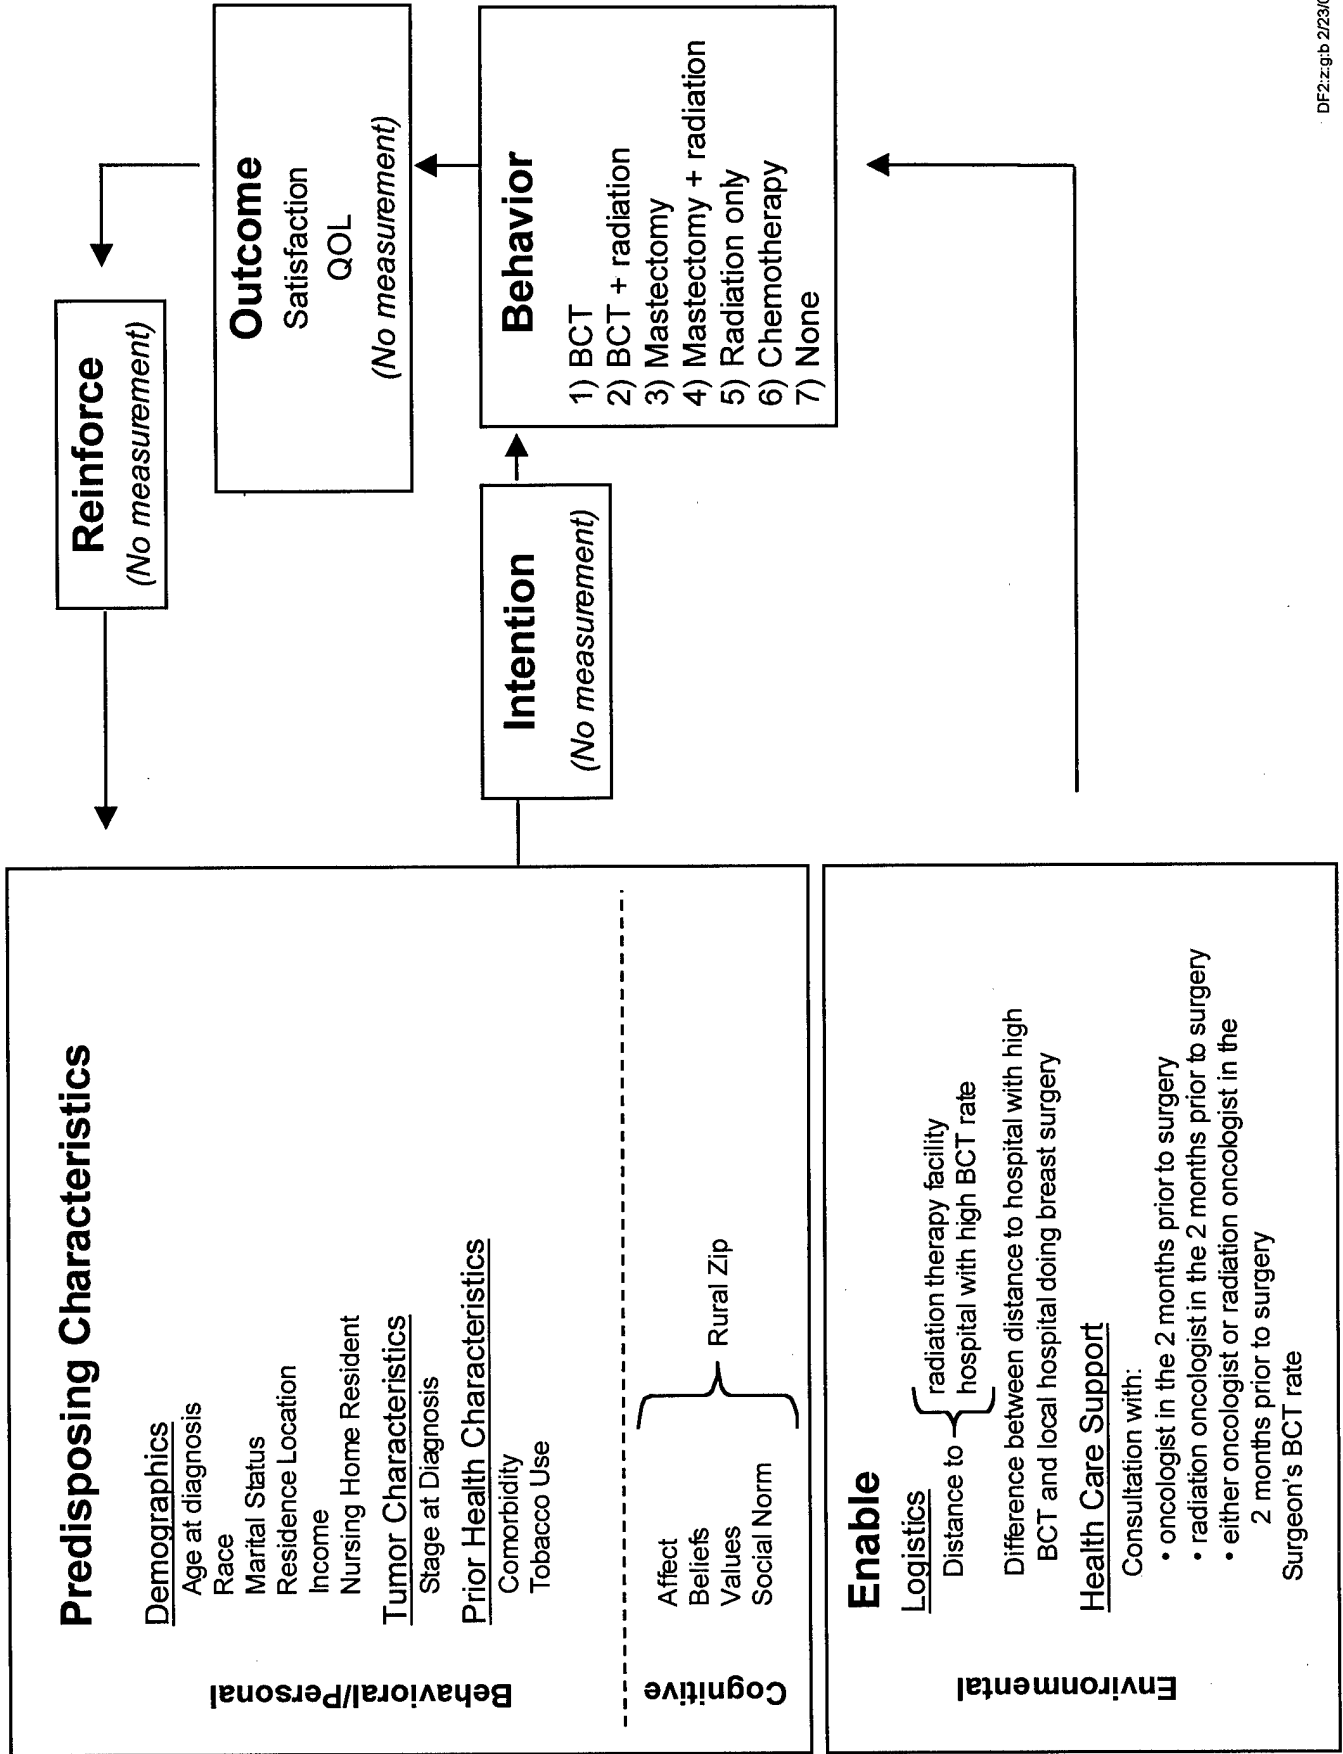 Predisposing Characteristics
Behavioral/Personal
Demographics
Age at diagnosis
Race
Marital Status
Residence Location
Income
Nursing Home Resident
Tumor Characteristics
Stage at Diagnosis
Prior Health Characteristics
Comorbidity
Tobacco Use
Cognitive
Affect
Beliefs
Values
Social Norm
Rural Zip
Environmental
Enable
Logistics
Distance to
radiation therapy facility
hospital with high BCT rate
Difference between distance to hospital with high
BCT and local hospital doing breast surgery
Health Care Support
Consultation with:
• oncologist in the 2 months prior to surgery
• radiation oncologist in the 2 months prior to surgery
• either oncologist or radiation oncologist in the
2 months prior to surgery
Surgeon's BCT rate
Reinforce
(No measurement)
Intention
(No measurement)
Outcome
Satisfaction
QOL
(No measurement)
Behavior
1) BCT
2) BCT + radiation
3) Mastectomy
4) Mastectomy + radiation
5) Radiation only
6) Chemotherapy
7) None
DF2:z:g:b